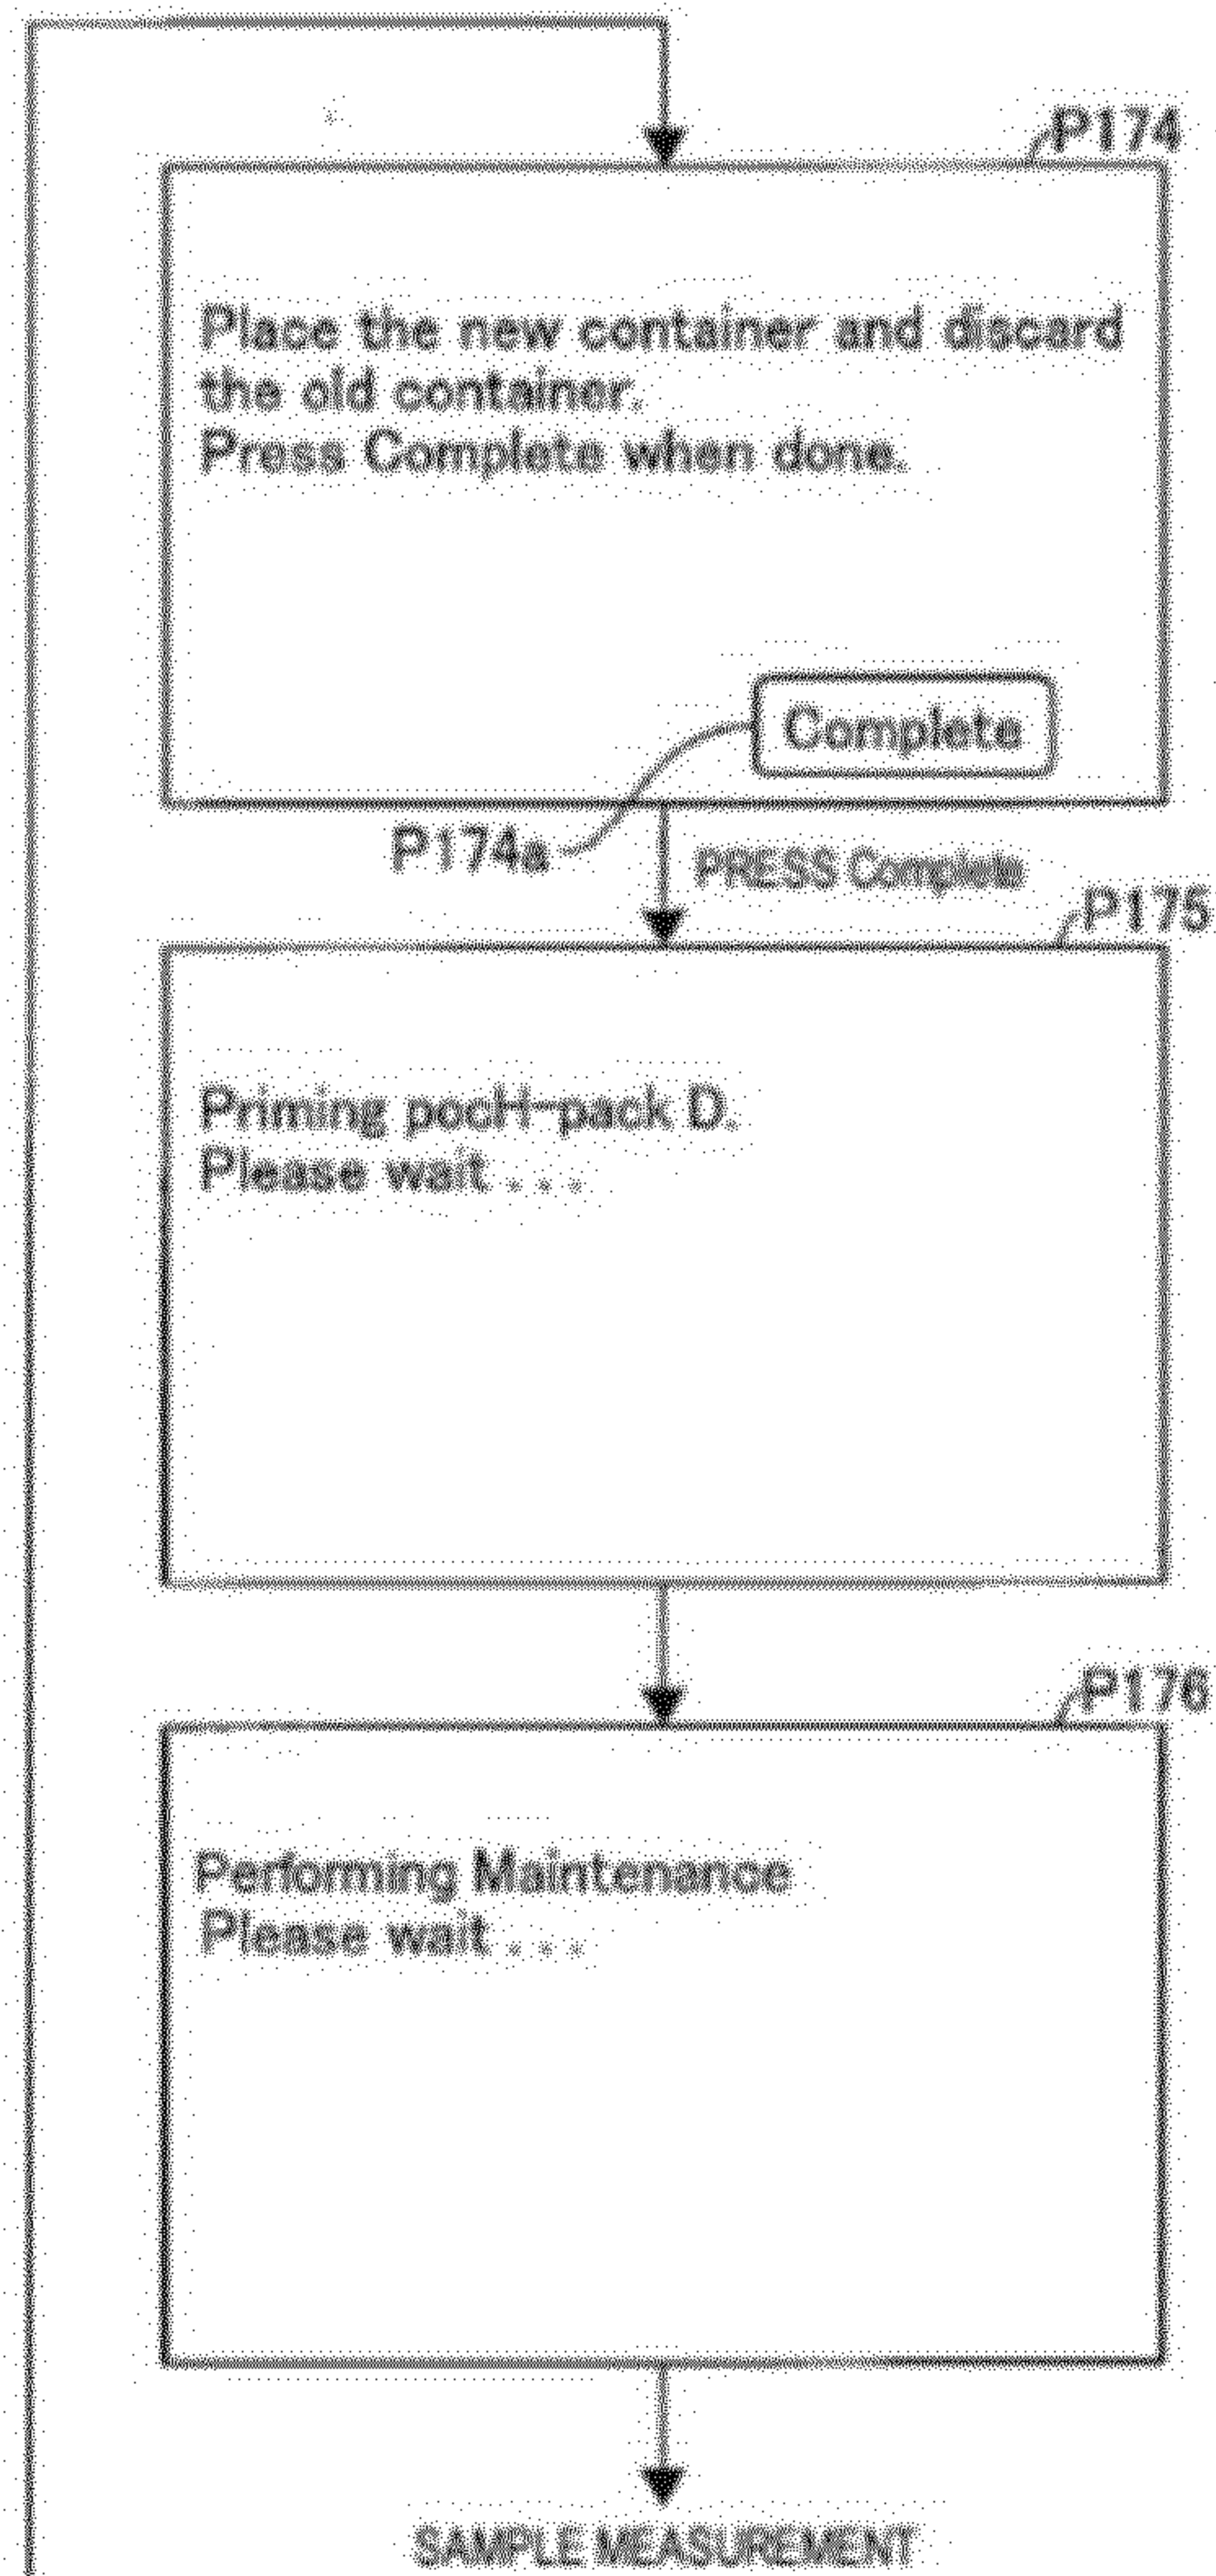 P174
Place the new container and discard
the old container.
Press Complete when done.
Complete
P174a
PRESS Complete
P175
Priming pocH-pack D.
Please wait . . .
P176
Performing Maintenance
Please wait . . .
SAMPLE MEASUREMENT